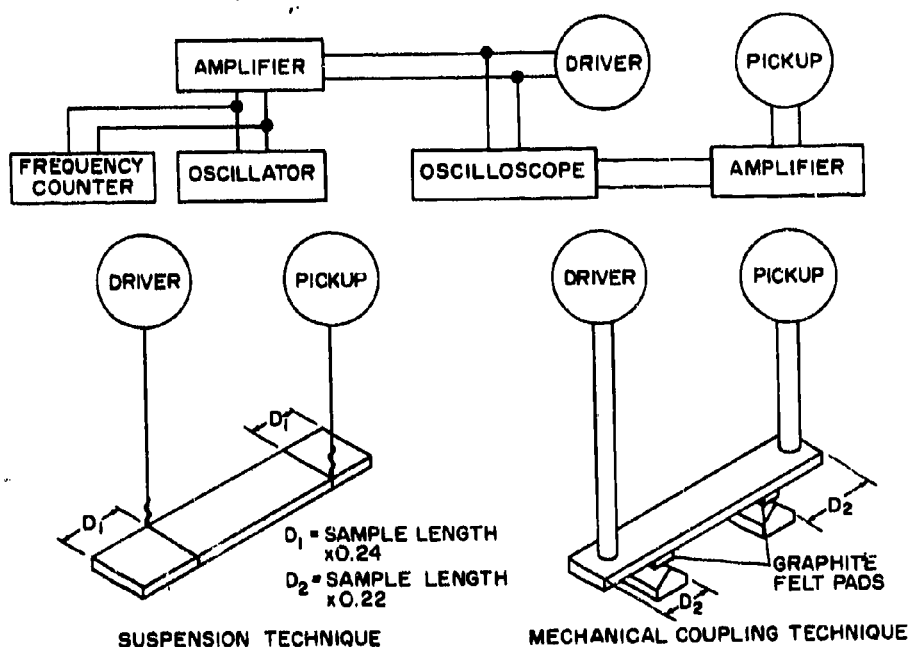 AMPLIFIER
DRIVER
PICKUP
FREQUENCY
COUNTER
OSCILLATOR
OSCILLOSCOPE
AMPLIFIER
DRIVER
PICKUP
DRIVER
PICKUP
D₁
D₁
D₁ = SAMPLE LENGTH
x0.24
D₂= SAMPLE LENGTH
x0.22
D₂
GRAPHITE
FELT PADS
D₂
SUSPENSION TECHNIQUE
MECHANICAL COUPLING TECHNIQUE